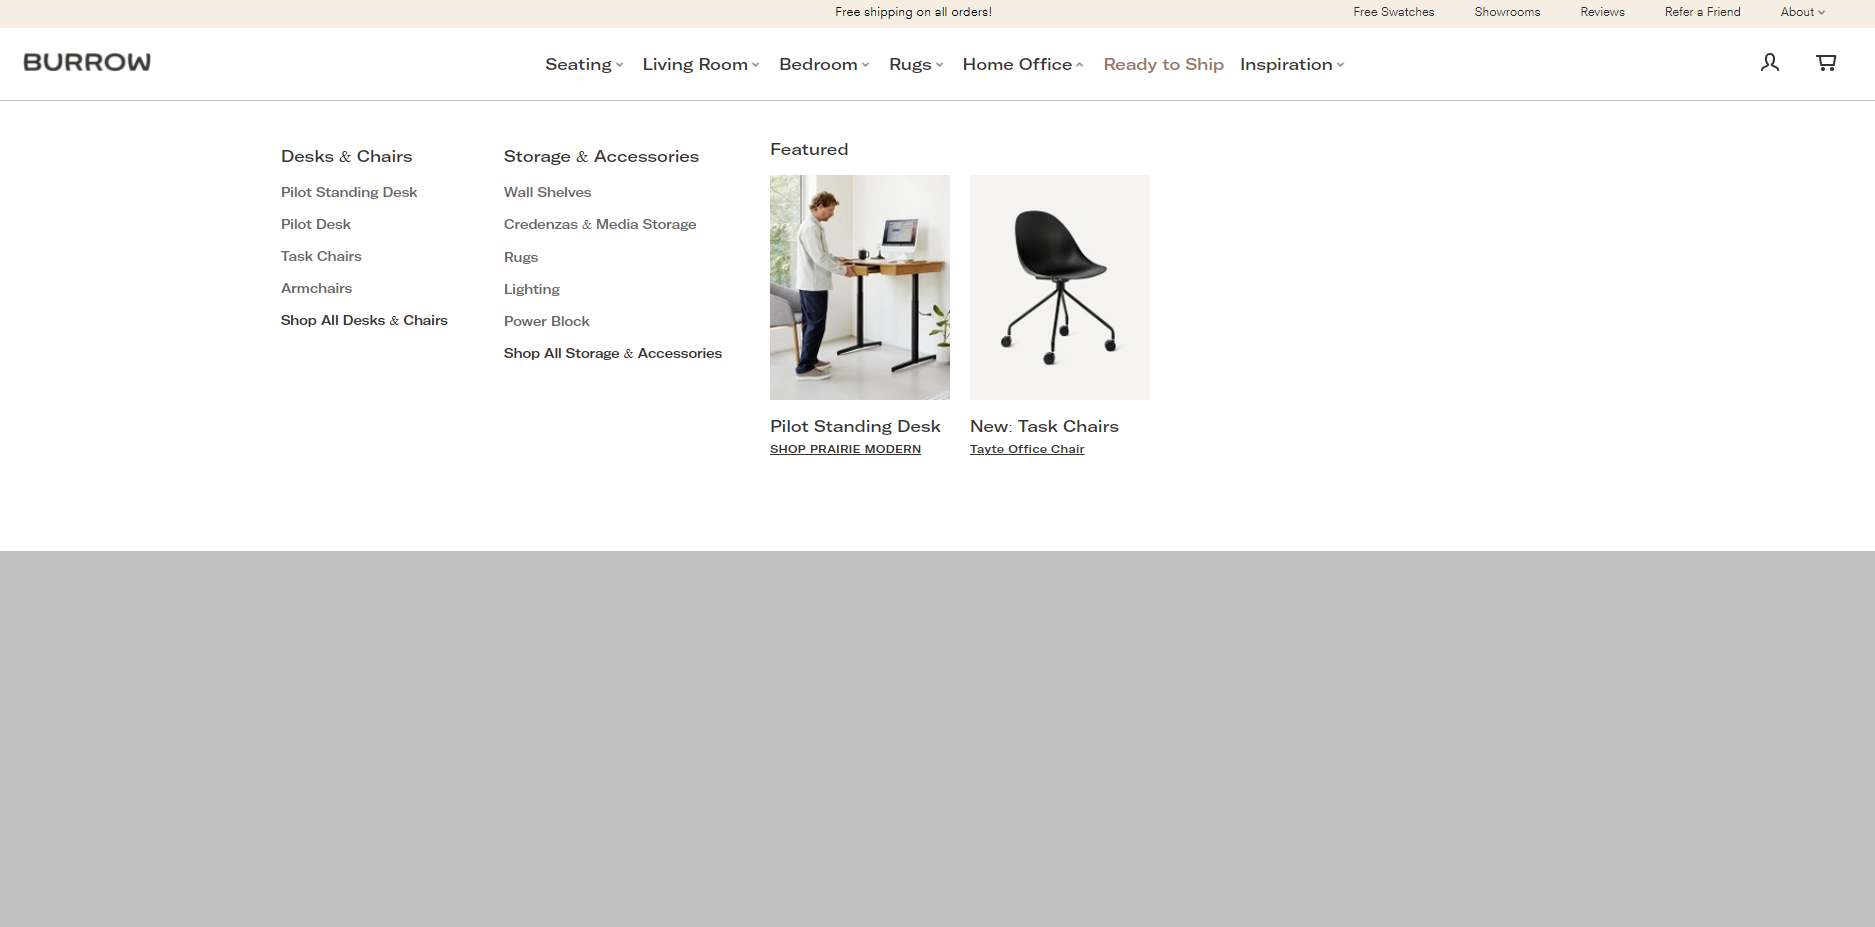 Free shipping on all orders!
Free Swatches
Showrooms
Reviews
Refer a Friend
About
BURROW
Seating
Living Room
Bedroom
Rugs
Home Office
Ready to Ship
Inspiration
Desks & Chairs
Pilot Standing Desk
Pilot Desk
Task Chairs
Armchairs
Shop All Desks & Chairs
Storage & Accessories
Wall Shelves
Credenzas & Media Storage
Rugs
Lighting
Power Block
Shop All Storage & Accessories
Featured
Pilot Standing Desk
SHOP PRAIRIE MODERN
New: Task Chairs
Tayte Office Chair